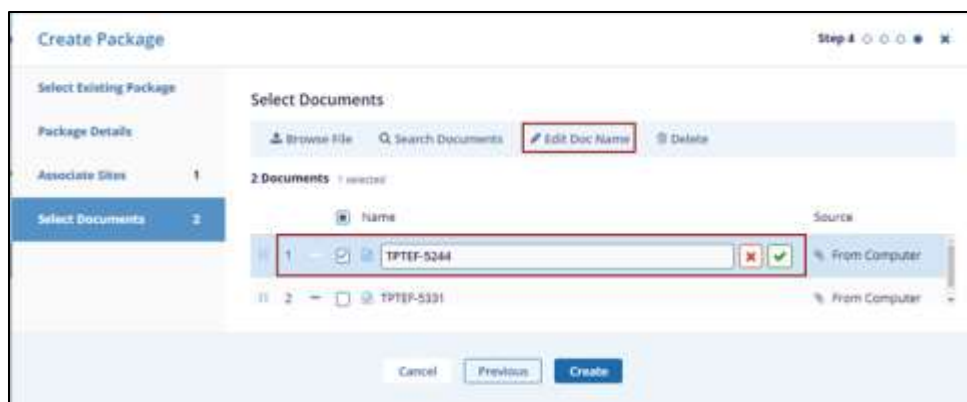 Create Package
Step 4
Select Existing Package
Package Details
Associate Sites 1
Select Documents 2
Select Documents
Browse File Search Documents Edit Doc Name Delete
2 Documents 1 selected
Name Source
1 TPTEF-5244 From Computer
2 TPTEF-5331 From Computer
Cancel Previous Create